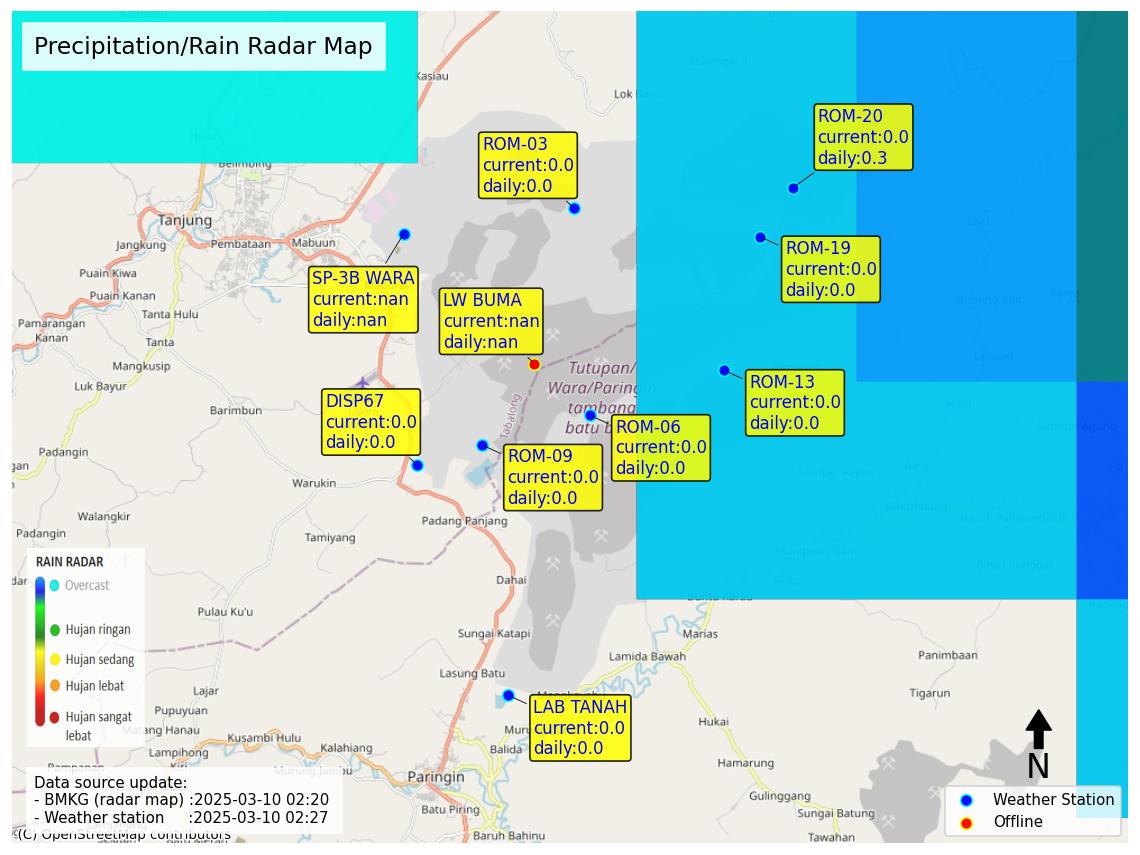 Precipitation/Rain Radar Map
Kasiau
Lok Batu
Masingai II
Belimbing
ROM-03
current:0.0
daily:0.0
ROM-20
current:0.0
daily:0.3
Tanjung
Jangkung
Pembataan
Mabuun
ROM-19
current:0.0
daily:0.0
SP-3B WARA
current:nan
daily:nan
LW BUMA
current:nan
daily:nan
Puain Kiwa
Puain Kanan
Tanta Hulu
Pamarangan
Kanan
Tanta
Mangkusip
Luk Bayur
Barimbun
Tutupan/
Wara/Paringin
tambang
batu b
Tabalong
ROM-13
current:0.0
daily:0.0
DISP67
current:0.0
daily:0.0
ROM-06
current:0.0
daily:0.0
ROM-09
current:0.0
daily:0.0
Padangin
Warukin
Walangkir
Padangin
Tamiyang
Padang Panjang
Dahai
Pulau Ku'u
Sungai Katapi
Marias
Lamida Bawah
Panimbaan
Lasung Batu
Tigarun
Lajar
Pupuyuan
Matang Hanau
Kusambi Hulu
Lampihong
Kalahiang
Murung Jambu
Paringin
Batu Piring
Baruh Bahinu
Balida
Hukai
Hamarung
Gulinggang
Sungai Batung
Tawahan
LAB TANAH
current:0.0
daily:0.0
RAIN RADAR
Overcast
Hujan ringan
Hujan sedang
Hujan lebat
Hujan sangat
lebat
Data source update:
- BMKG (radar map) :2025-03-10 02:20
- Weather station :2025-03-10 02:27
(C) OpenStreetMap contributors
N
Weather Station
Offline